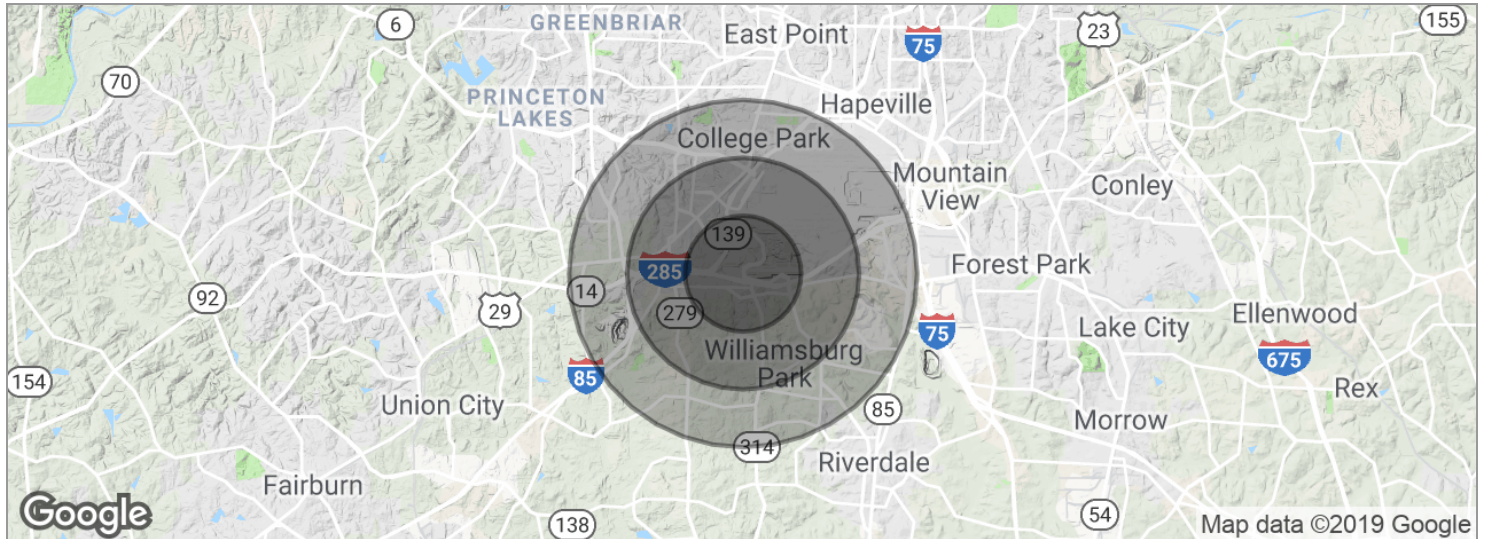 6
GREENBRIAR
East Point
75
23
155
70
PRINCETON
LAKES
Hapeville
College Park
Mountain
View
Conley
139
285
Forest Park
14
92
29
279
Ellenwood
75
Lake City
Williamsburg
Park
675
85
154
Rex
Union City
85
Morrow
314
Riverdale
Fairburn
Google
138
54
Map data ©2019 Google